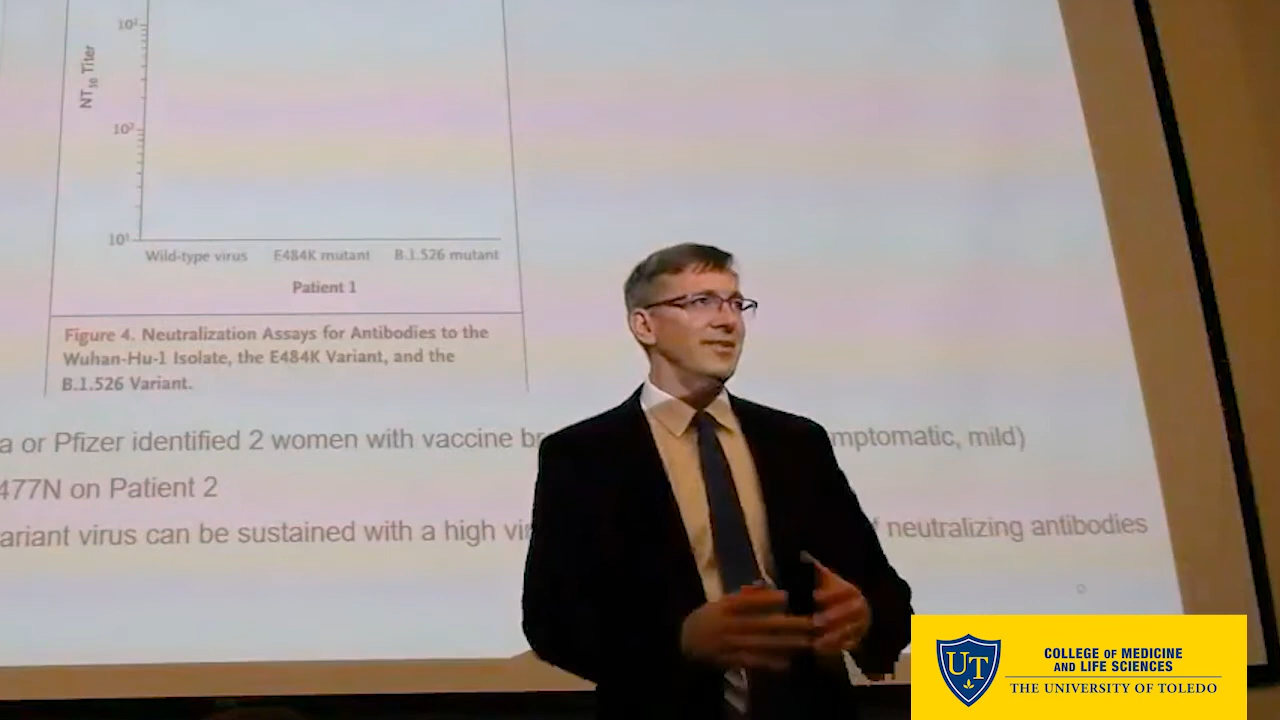 10³
NT₅₀ Titer
10²
10¹
Wild-type virus E484K mutant B.1.526 mutant
Patient 1
Figure 4. Neutralization Assays for Antibodies to the
Wuhan-Hu-1 Isolate, the E484K Variant, and the
B.1.526 Variant.
a or Pfizer identified 2 women with vaccine br mptomatic, mild)
477N on Patient 2
ariant virus can be sustained with a high vir f neutralizing antibodies
UT
COLLEGE OF MEDICINE
AND LIFE SCIENCES
THE UNIVERSITY OF TOLEDO